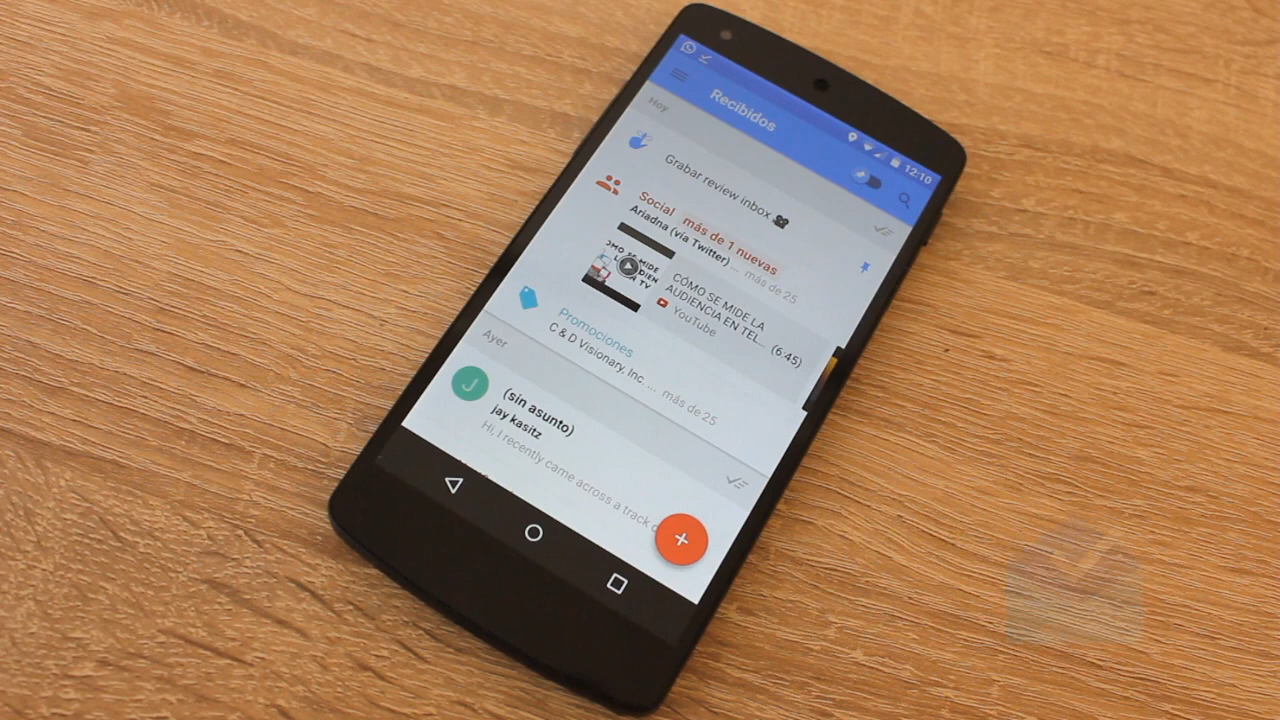 12:10
Recibidos
Hoy
Grabar review inbox
Social más de 1 nuevas
Ariadna (vía Twitter) ... más de 25
CÓMO SE MIDE LA
AUDIENCIA EN TEL... (6:45)
YouTube
Promociones
C & D Visionary, Inc. ... más de 25
Ayer
J
(sin asunto)
jay kasitz
Hi, I recently came across a track